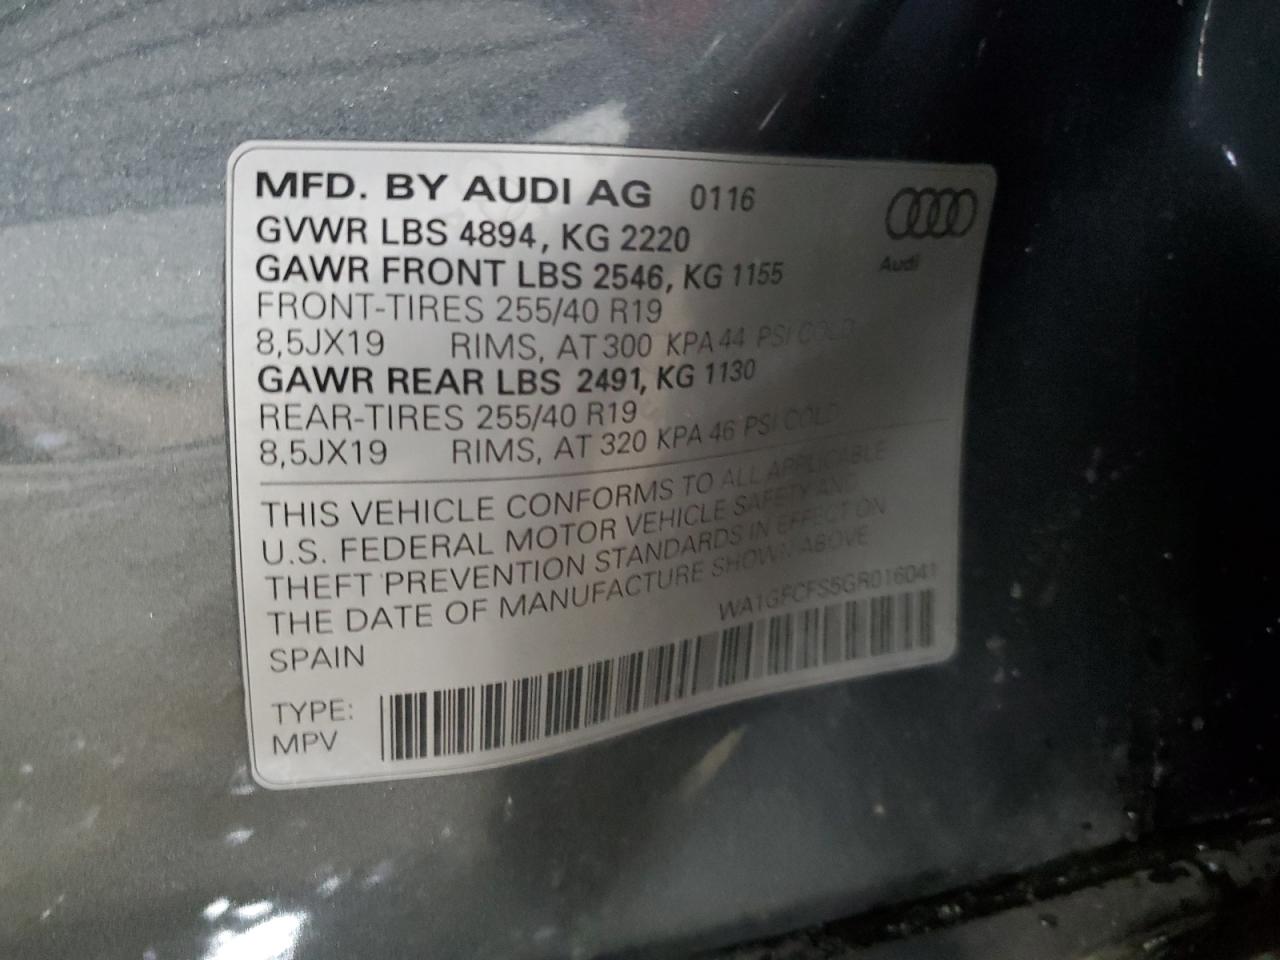 MFD. BY AUDI AG 0116
Audi
GVWR LBS 4894, KG 2220
GAWR FRONT LBS 2546, KG 1155
FRONT-TIRES 255/40 R19
8,5JX19 RIMS, AT 300 KPA 44 PSI COLD
GAWR REAR LBS 2491, KG 1130
REAR-TIRES 255/40 R19
8,5JX19 RIMS, AT 320 KPA 46 PSI COLD
THIS VEHICLE CONFORMS TO ALL APPLICABLE
U.S. FEDERAL MOTOR VEHICLE SAFETY AND
THEFT PREVENTION STANDARDS IN EFFECT ON
THE DATE OF MANUFACTURE SHOWN ABOVE
WA1GFCFS5GR016041
SPAIN
TYPE:
MPV